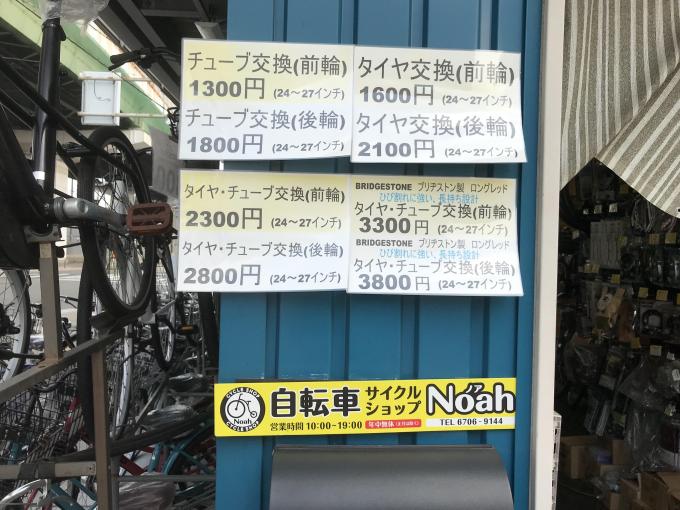 チューブ交換(前輪)
1300円 (24～27インチ)
チューブ交換(後輪)
1800円 (24～27インチ)
タイヤ交換(前輪)
1600円 (24～27インチ)
タイヤ交換(後輪)
2100円 (24～27インチ)
タイヤ・チューブ交換(前輪)
2300円 (24～27インチ)
タイヤ・チューブ交換(後輪)
2800円 (24～27インチ)
BRIDGESTONE ブリヂストン製 ロングレッド
ひび割れに強い、長持ち設計
タイヤ・チューブ交換(前輪)
3300円 (24～27インチ)
BRIDGESTONE ブリヂストン製 ロングレッド
ひび割れに強い、長持ち設計
タイヤ・チューブ交換(後輪)
3800円 (24～27インチ)
CYCLE SHOP
Noah
CYCLE SHOP
自転車 サイクルショップ Noah
ノア
営業時間 10:00-19:00 年中無休 (正月は除く) TEL 6706-9144